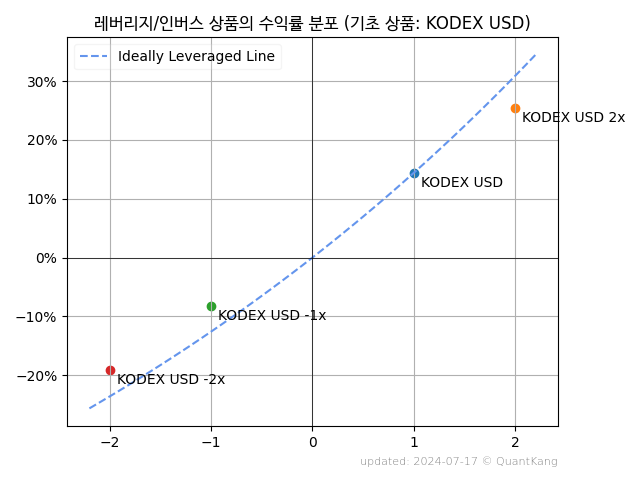 레버리지/인버스 상품의 수익률 분포 (기초 상품: KODEX USD)
Ideally Leveraged Line
30%
20%
10%
0%
−10%
−20%
KODEX USD 2x
KODEX USD
KODEX USD -1x
KODEX USD -2x
−2
−1
0
1
2
updated: 2024-07-17 © QuantKang